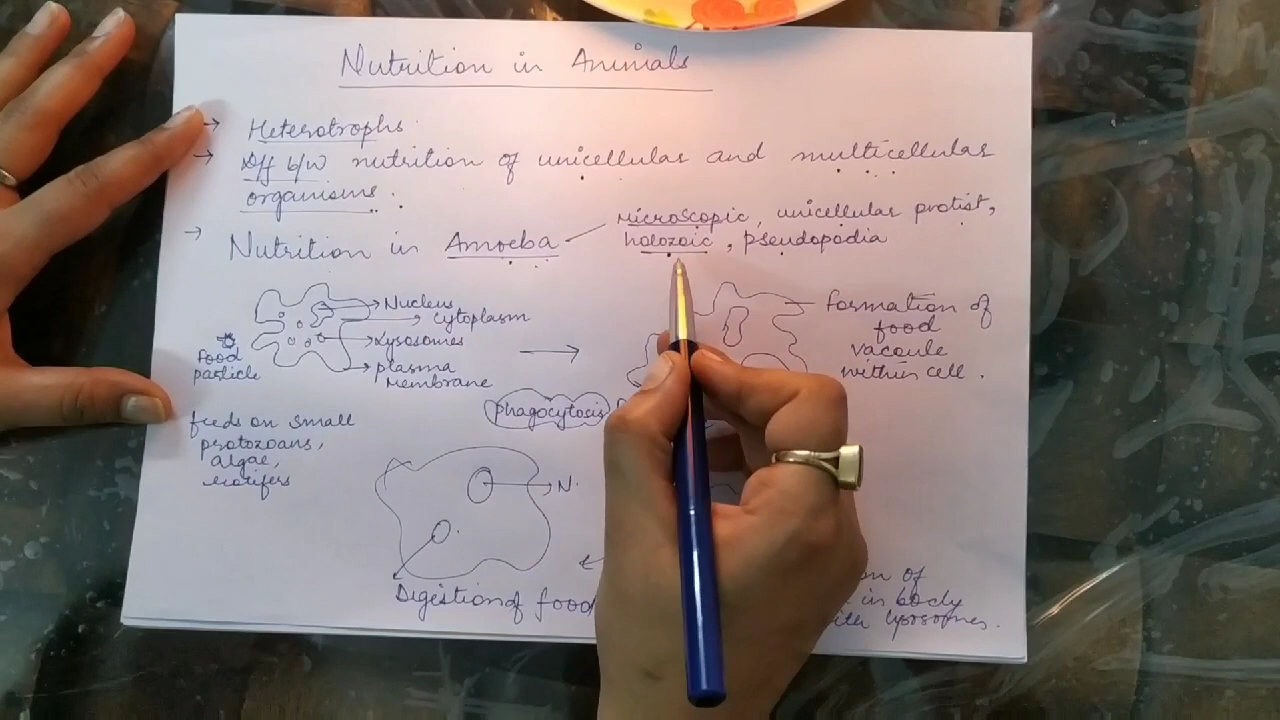 Nutrition in Animals
→ Heterotrophs
→ Diff b/w nutrition of unicellular and multicellular
organisms.
→ Nutrition in Amoeba
Microscopic, unicellular protist,
holozoic, pseudopodia
Nucleus
cytoplasm
Lysosomes
plasma
Membrane
Food
particle
feeds on small
protozoans,
algae,
rotifers
formation of
food
vacoule
within cell.
phagocytosis
N.
Digestion of food
of
in body
lysosomes.